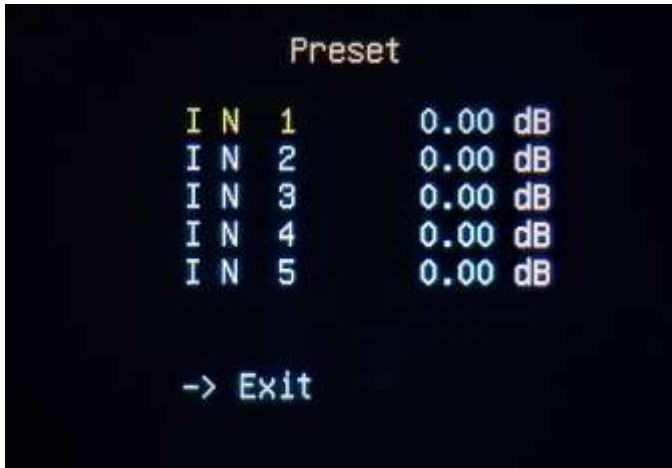 Preset
I N 1 0.00 dB
I N 2 0.00 dB
I N 3 0.00 dB
I N 4 0.00 dB
I N 5 0.00 dB
-> Exit